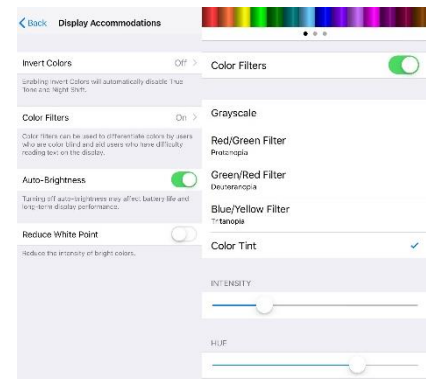 Back Display Accommodations
Invert Colors Off
Enabling Invert Colors will automatically disable True
Tone and Night Shift.
Color Filters On
Color filters can be used to differentiate colors by users
who are color blind and aid users who have difficulty
reading text on the display.
Auto-Brightness
Turning off auto-brightness may affect battery life and
long-term display performance.
Reduce White Point
Reduce the intensity of bright colors.
Color Filters
Grayscale
Red/Green Filter
Protanopia
Green/Red Filter
Deuteranopia
Blue/Yellow Filter
Tritanopia
Color Tint
INTENSITY
HUE